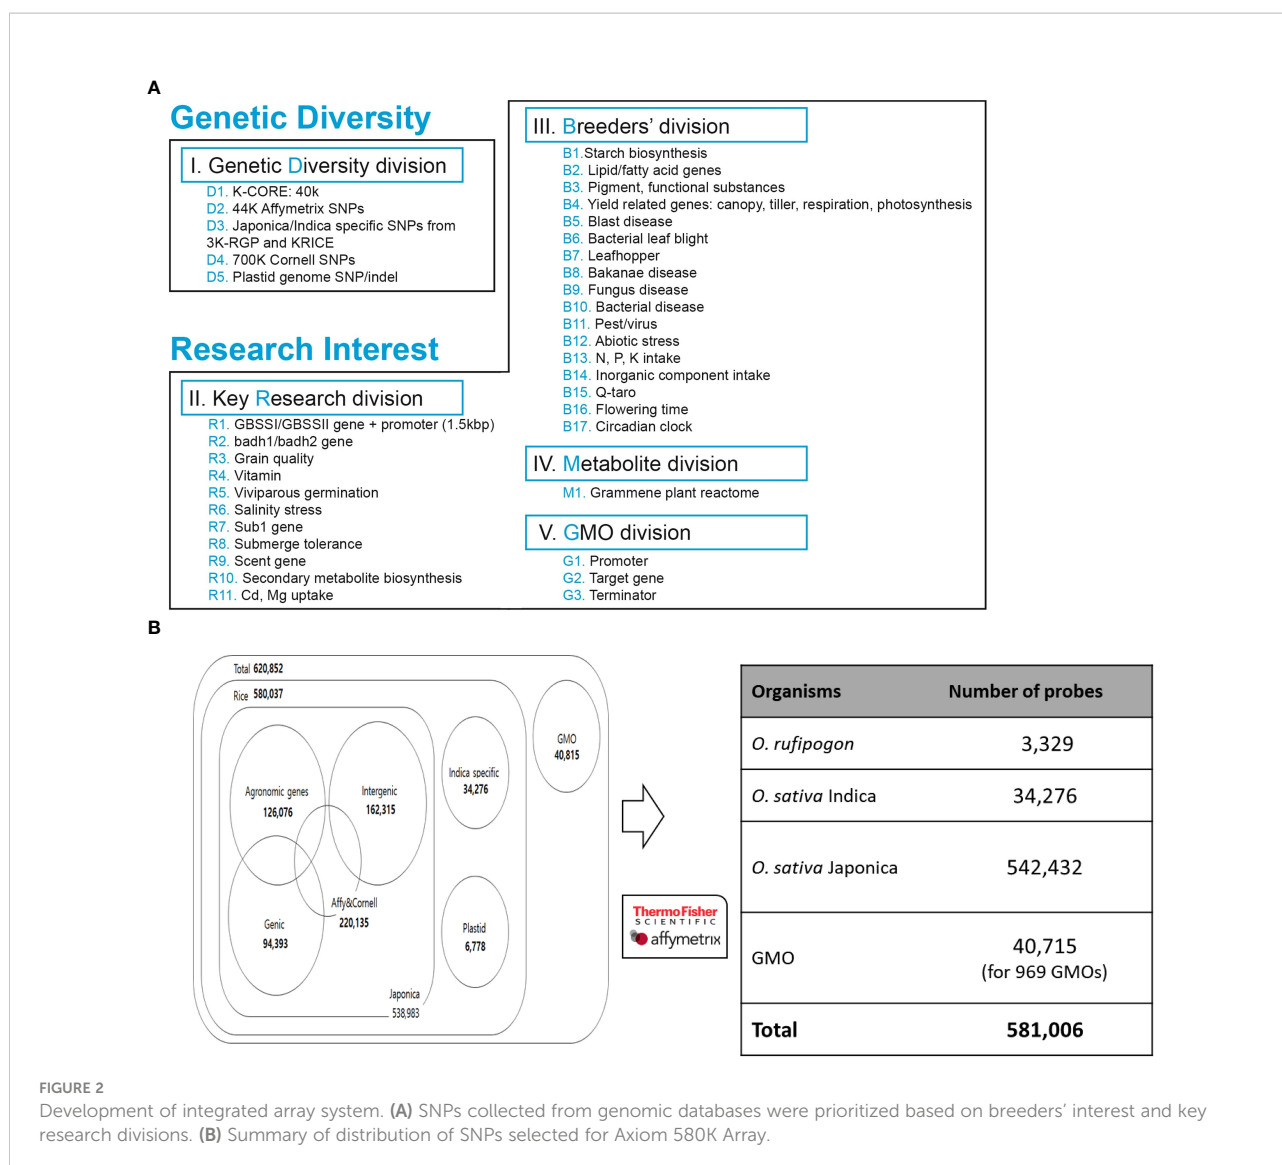 A
Genetic Diversity
I. Genetic Diversity division
D1. K-CORE: 40k
D2. 44K Affymetrix SNPs
D3. Japonica/Indica specific SNPs from
3K-RGP and KRICE
D4. 700K Cornell SNPs
D5. Plastid genome SNP/indel
Research Interest
II. Key Research division
R1. GBSSI/GBSSII gene + promoter (1.5kbp)
R2. badh1/badh2 gene
R3. Grain quality
R4. Vitamin
R5. Viviparous germination
R6. Salinity stress
R7. Sub1 gene
R8. Submerge tolerance
R9. Scent gene
R10. Secondary metabolite biosynthesis
R11. Cd, Mg uptake
III. Breeders' division
B1.Starch biosynthesis
B2. Lipid/fatty acid genes
B3. Pigment, functional substances
B4. Yield related genes: canopy, tiller, respiration, photosynthesis
B5. Blast disease
B6. Bacterial leaf blight
B7. Leafhopper
B8. Bakanae disease
B9. Fungus disease
B10. Bacterial disease
B11. Pest/virus
B12. Abiotic stress
B13. N, P, K intake
B14. Inorganic component intake
B15. Q-taro
B16. Flowering time
B17. Circadian clock
IV. Metabolite division
M1. Grammene plant reactome
V. GMO division
G1. Promoter
G2. Target gene
G3. Terminator
B
Total 620,852
Rice 580,037
Agronomic genes
126,076
Intergenic
162,315
Affy&Cornell
220,135
Genic
94,393
Japonica
538,983
Indica specific
34,276
Plastid
6,778
GMO
40,815
ThermoFisher
SCIENTIFIC
affymetrix
Organisms Number of probes
O. rufipogon 3,329
O. sativa Indica 34,276
O. sativa Japonica 542,432
GMO 40,715
(for 969 GMOs)
Total 581,006
FIGURE 2
Development of integrated array system. (A) SNPs collected from genomic databases were prioritized based on breeders' interest and key
research divisions. (B) Summary of distribution of SNPs selected for Axiom 580K Array.